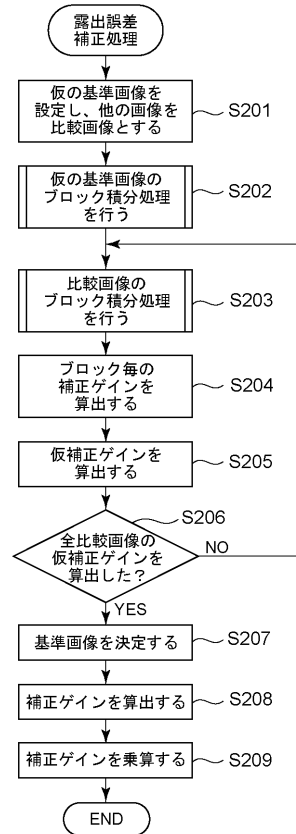 露出誤差
補正処理
仮の基準画像を
設定し、他の画像を
比較画像とする
S201
仮の基準画像の
ブロック積分処理
を行う
S202
比較画像の
ブロック積分処理
を行う
S203
ブロック毎の
補正ゲインを
算出する
S204
仮補正ゲインを
算出する
S205
S206
全比較画像の
仮補正ゲインを
算出した？
NO
YES
基準画像を決定する
S207
補正ゲインを算出する
S208
補正ゲインを乗算する
S209
END